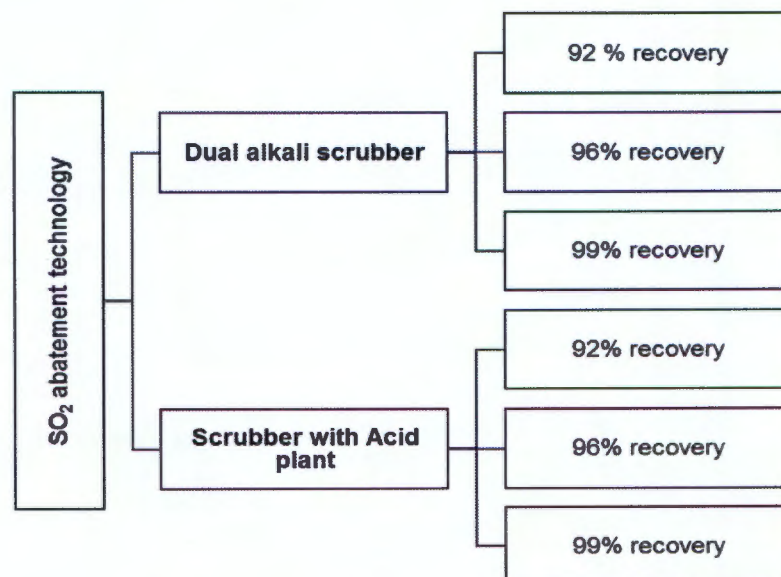 SO₂ abatement technology
Dual alkali scrubber
92 % recovery
96% recovery
99% recovery
Scrubber with Acid
plant
92% recovery
96% recovery
99% recovery